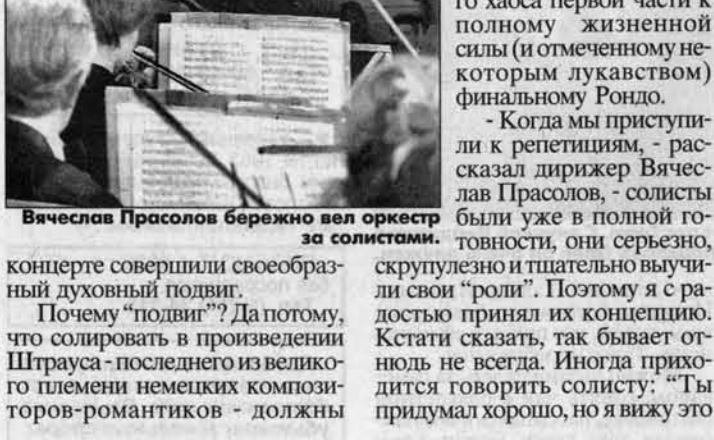 Вячеслав Прасолов бережно вел оркестр
за солистами.
концерте совершили своеобраз-
ный духовный подвиг.
Почему "подвиг"? Да потому,
что солировать в произведении
Штрауса - последнего из велико-
го племени немецких компози-
торов-романтиков - должны
го хаоса первой части к
полному жизненной
силы (и отмеченному не-
которым лукавством)
финальному Рондо.
- Когда мы приступи-
ли к репетициям, - рас-
сказал дирижер Вячес-
лав Прасолов, - солисты
были уже в полной го-
товности, они серьезно,
скрупулезно и тщательно выучи-
ли свои "роли". Поэтому я с ра-
достью принял их концепцию.
Кстати сказать, так бывает от-
нюдь не всегда. Иногда прихо-
дится говорить солисту: "Ты
придумал хорошо, но я вижу это